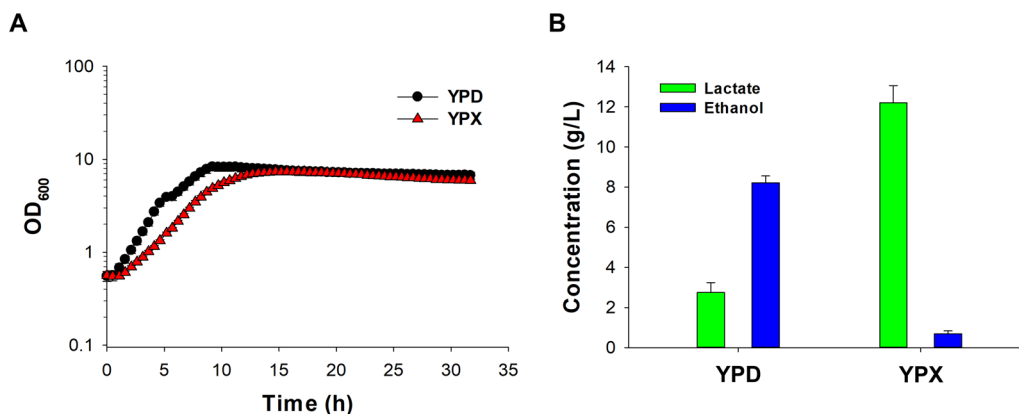 A
100
10
1
0.1
OD600
YPD
YPX
0 5 10 15 20 25 30 35
Time (h)
B
14
12
10
8
6
4
2
0
Concentration (g/L)
Lactate
Ethanol
YPD YPX